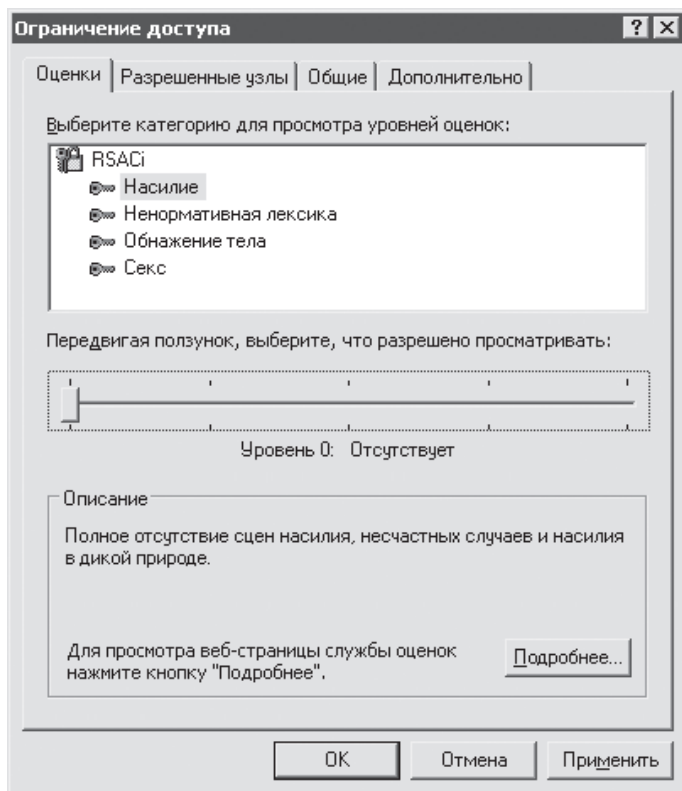 Ограничение доступа
Оценки Разрешенные узлы Общие Дополнительно
Выберите категорию для просмотра уровней оценок:
RSACi
Насилие
Ненормативная лексика
Обнажение тела
Секс
Передвигая ползунок, выберите, что разрешено просматривать:
Уровень 0: Отсутствует
Описание
Полное отсутствие сцен насилия, несчастных случаев и насилия
в дикой природе.
Для просмотра веб-страницы службы оценок
нажмите кнопку "Подробнее".
Подробнее...
OK Отмена Применить